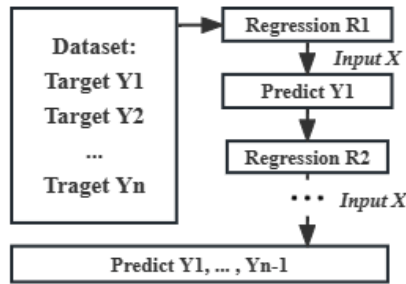 Dataset:
Target Y1
Target Y2
...
Traget Yn
Regression R1
Input X
Predict Y1
Regression R2
... Input X
Predict Y1, ... , Yn-1